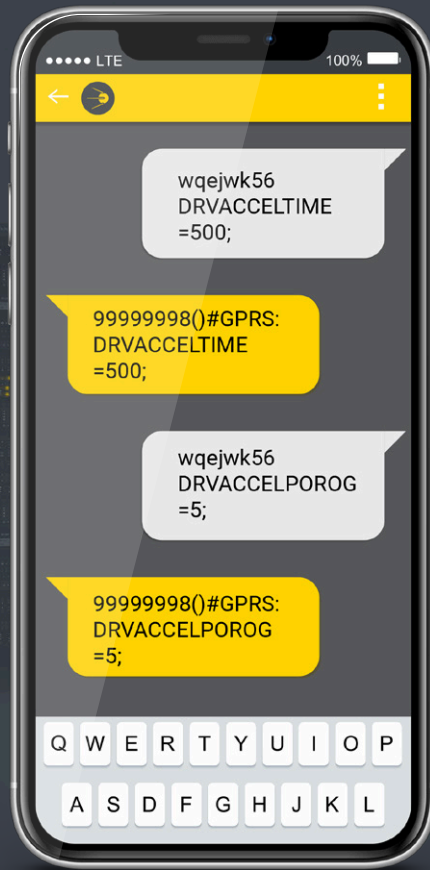 LTE 100%
wqejwk56
DRVACCELTIME
=500;
99999998()#GPRS:
DRVACCELTIME
=500;
wqejwk56
DRVACCELPOROG
=5;
99999998()#GPRS:
DRVACCELPOROG
=5;
Q W E R T Y U I O P
A S D F G H J K L